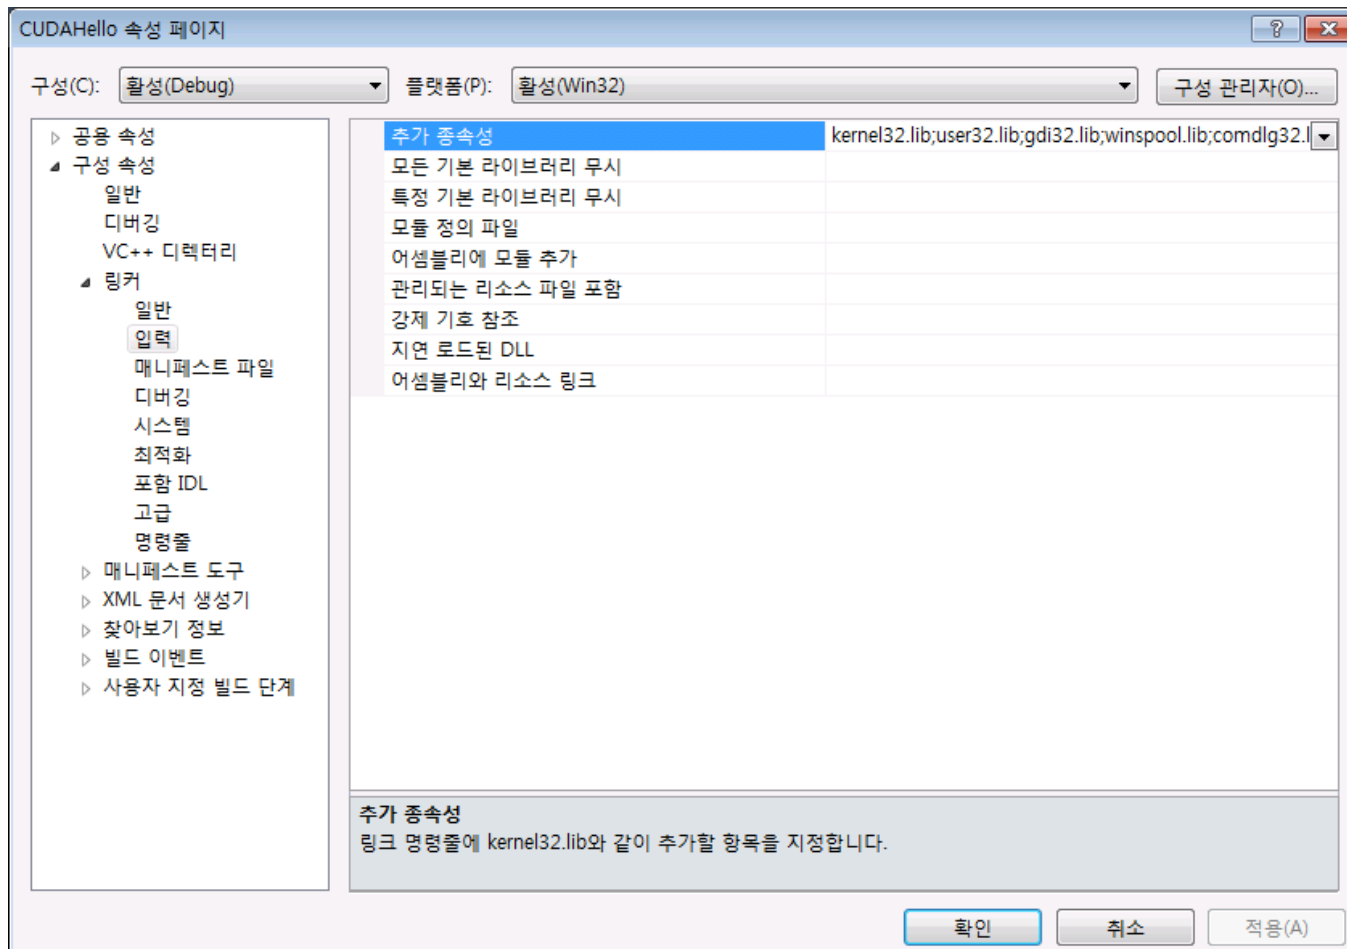 CUDAHello 속성 페이지
구성(C): 활성(Debug) 플랫폼(P): 활성(Win32) 구성 관리자(O)...
공용 속성
구성 속성
일반
디버깅
VC++ 디렉터리
링커
일반
입력
매니페스트 파일
디버깅
시스템
최적화
포함 IDL
고급
명령줄
매니페스트 도구
XML 문서 생성기
찾아보기 정보
빌드 이벤트
사용자 지정 빌드 단계
추가 종속성 kernel32.lib;user32.lib;gdi32.lib;winspool.lib;comdlg32.l
모든 기본 라이브러리 무시
특정 기본 라이브러리 무시
모듈 정의 파일
어셈블리에 모듈 추가
관리되는 리소스 파일 포함
강제 기호 참조
지연 로드된 DLL
어셈블리와 리소스 링크
추가 종속성
링크 명령줄에 kernel32.lib와 같이 추가할 항목을 지정합니다.
확인 취소 적용(A)